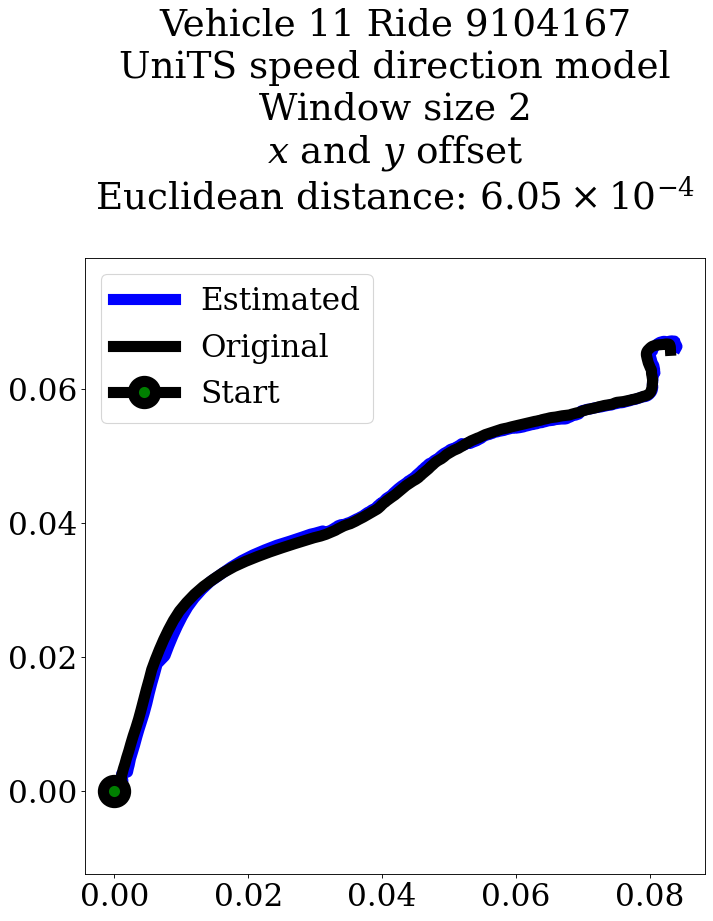 Vehicle 11 Ride 9104167
UniTS speed direction model
Window size 2
x and y offset
Euclidean distance: 6.05 × 10⁻⁴
Estimated
Original
Start
0.06
0.04
0.02
0.00
0.00 0.02 0.04 0.06 0.08